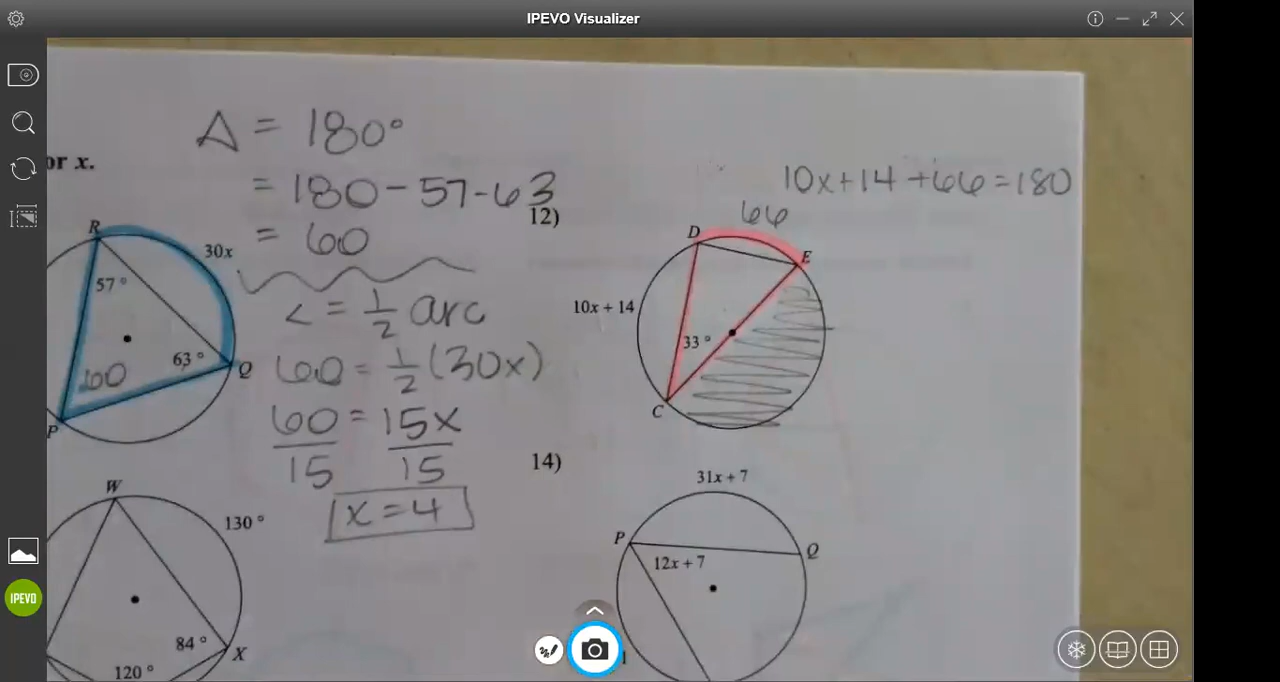 IPEVO Visualizer
or x.
A = 180°
= 180 - 57 - 63
= 60
R
30x
57°
63°
60
Q
P
∠ = 1/2 arc
60 = 1/2 (30x)
60 = 15x
15 15
x = 4
12)
10x+14+66=180
66
D
E
10x + 14
33°
C
W
130°
84°
X
120°
14)
31x + 7
P
Q
12x + 7
IPEVO